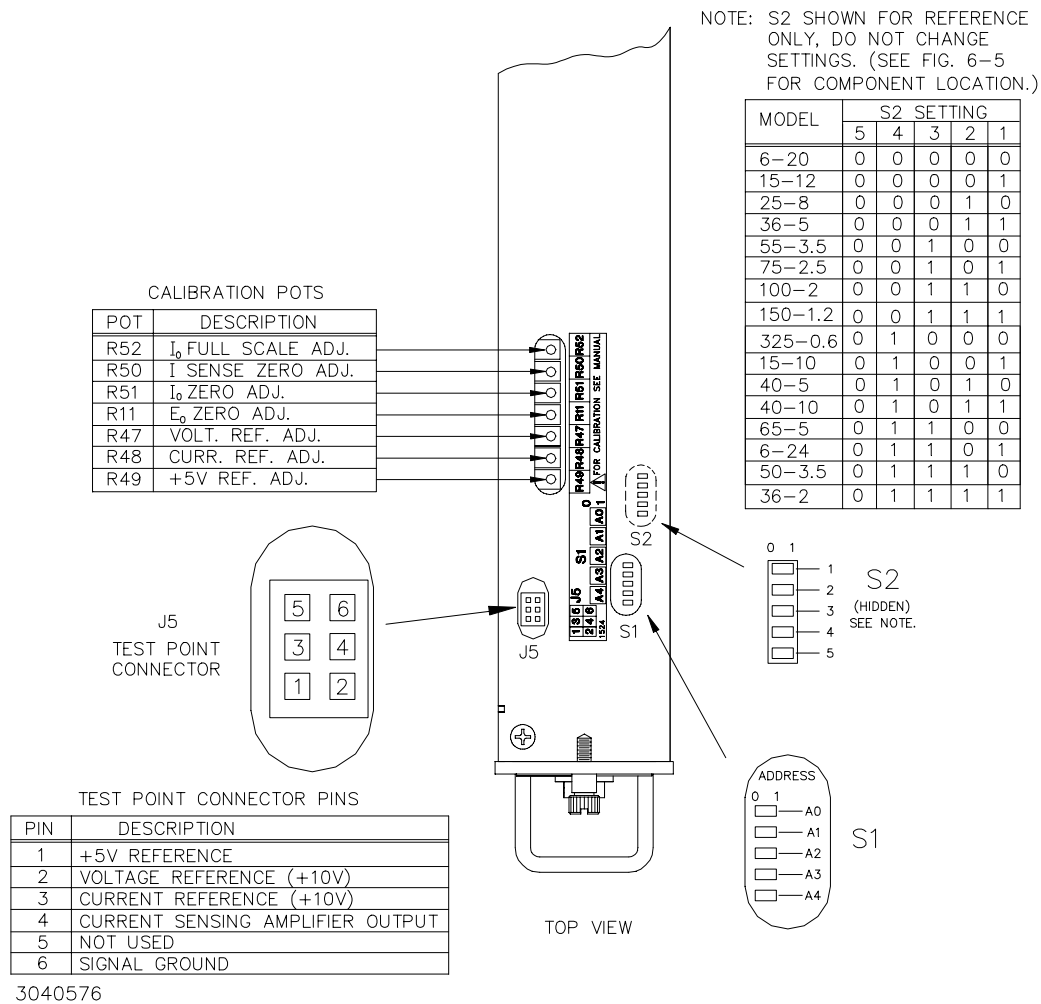 NOTE: S2 SHOWN FOR REFERENCE
ONLY, DO NOT CHANGE
SETTINGS. (SEE FIG. 6-5
FOR COMPONENT LOCATION.)
MODEL S2 SETTING
5 4 3 2 1
6-20 0 0 0 0 0
15-12 0 0 0 0 1
25-8 0 0 0 1 0
36-5 0 0 0 1 1
55-3.5 0 0 1 0 0
75-2.5 0 0 1 0 1
100-2 0 0 1 1 0
150-1.2 0 0 1 1 1
325-0.6 0 1 0 0 0
15-10 0 1 0 0 1
40-5 0 1 0 1 0
40-10 0 1 0 1 1
65-5 0 1 1 0 0
6-24 0 1 1 0 1
50-3.5 0 1 1 1 0
36-2 0 1 1 1 1
CALIBRATION POTS
POT DESCRIPTION
R52 I₀ FULL SCALE ADJ.
R50 I SENSE ZERO ADJ.
R51 I₀ ZERO ADJ.
R11 E₀ ZERO ADJ.
R47 VOLT. REF. ADJ.
R48 CURR. REF. ADJ.
R49 +5V REF. ADJ.
R49 R48 R47 R11 R51 R50 R52
! FOR CALIBRATION SEE MANUAL
0 1
S1
A4 A3 A2 A1 A0
J5
1 3 5
2 4 6
1524
S2
S1
J5
0 1
1
2
3
4
5
S2
(HIDDEN)
SEE NOTE.
J5
TEST POINT
CONNECTOR
5 6
3 4
1 2
ADDRESS
0 1
A0
A1
A2
A3
A4
S1
TEST POINT CONNECTOR PINS
PIN DESCRIPTION
1 +5V REFERENCE
2 VOLTAGE REFERENCE (+10V)
3 CURRENT REFERENCE (+10V)
4 CURRENT SENSING AMPLIFIER OUTPUT
5 NOT USED
6 SIGNAL GROUND
TOP VIEW
3040576